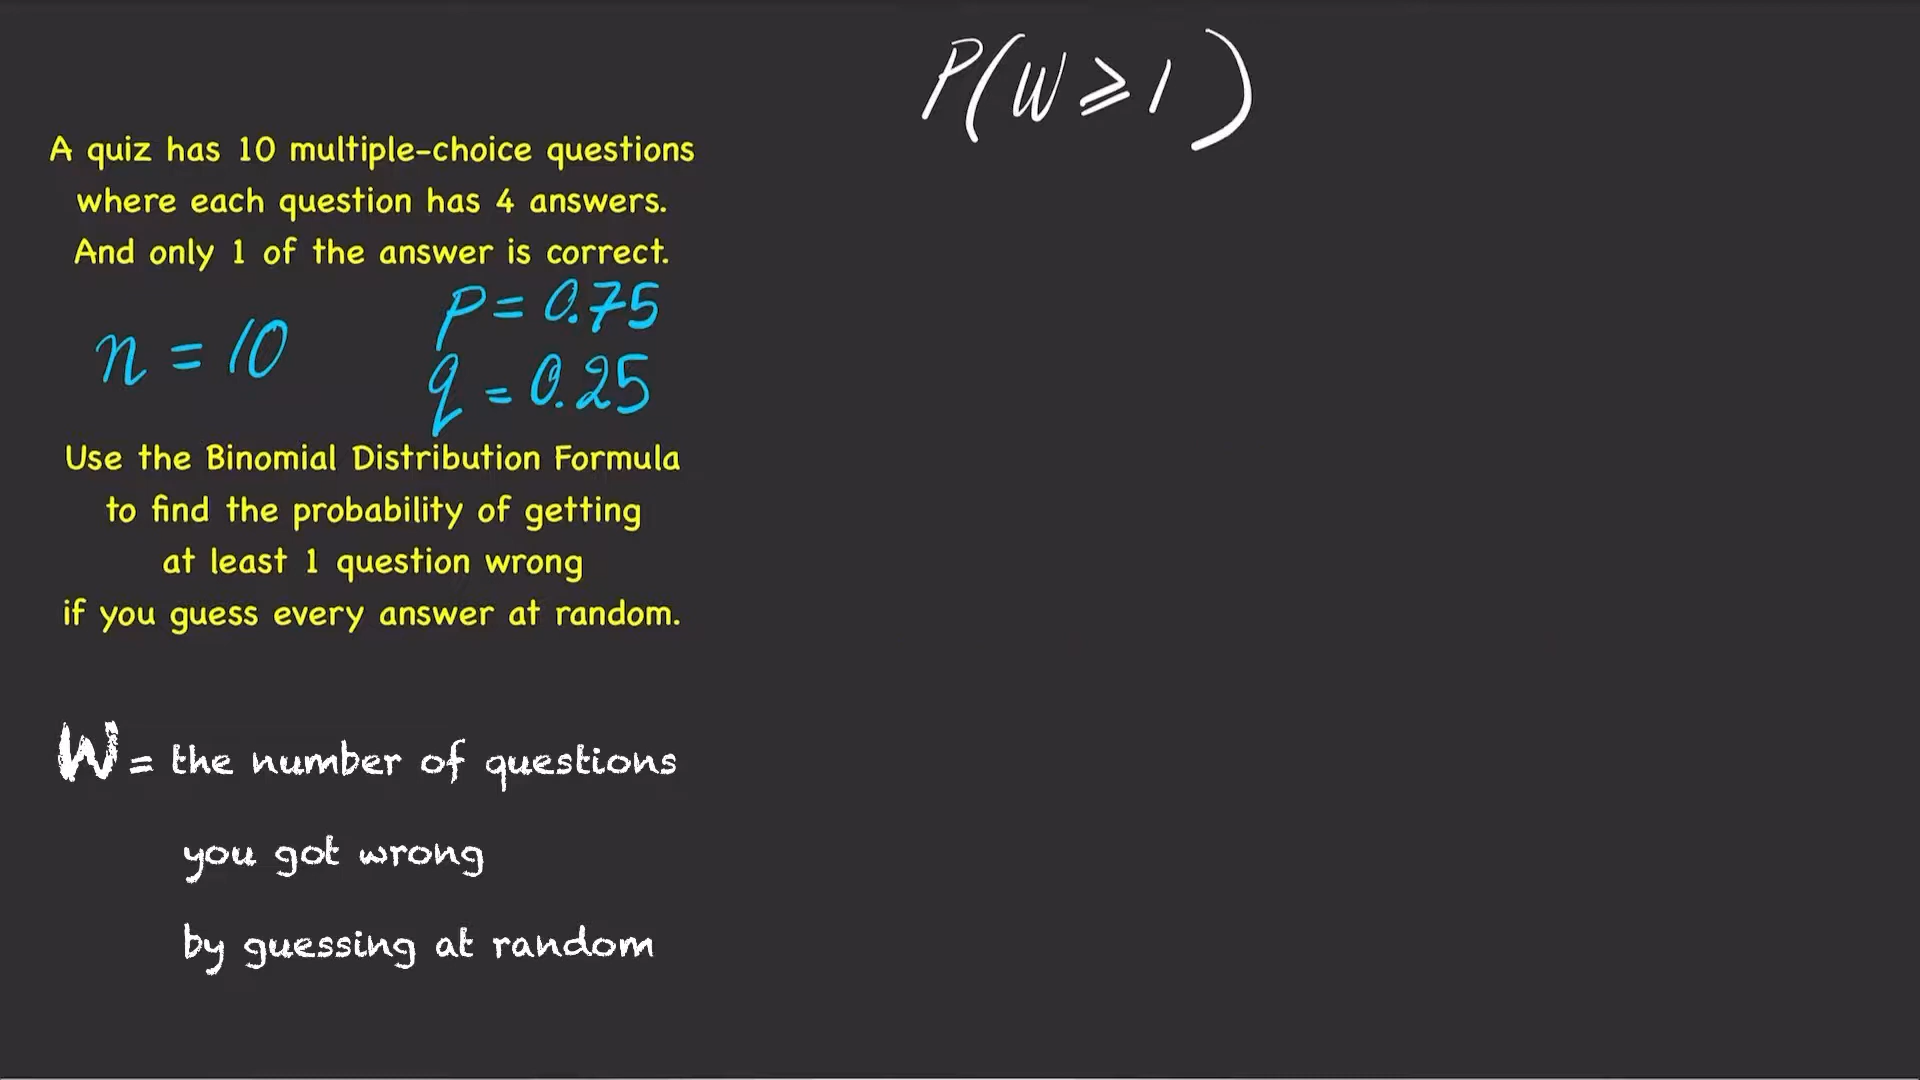 P(W⩾1)
A quiz has 10 multiple-choice questions
where each question has 4 answers.
And only 1 of the answer is correct.
n = 10
p = 0.75
q = 0.25
Use the Binomial Distribution Formula
to find the probability of getting
at least 1 question wrong
if you guess every answer at random.
W = the number of questions
you got wrong
by guessing at random